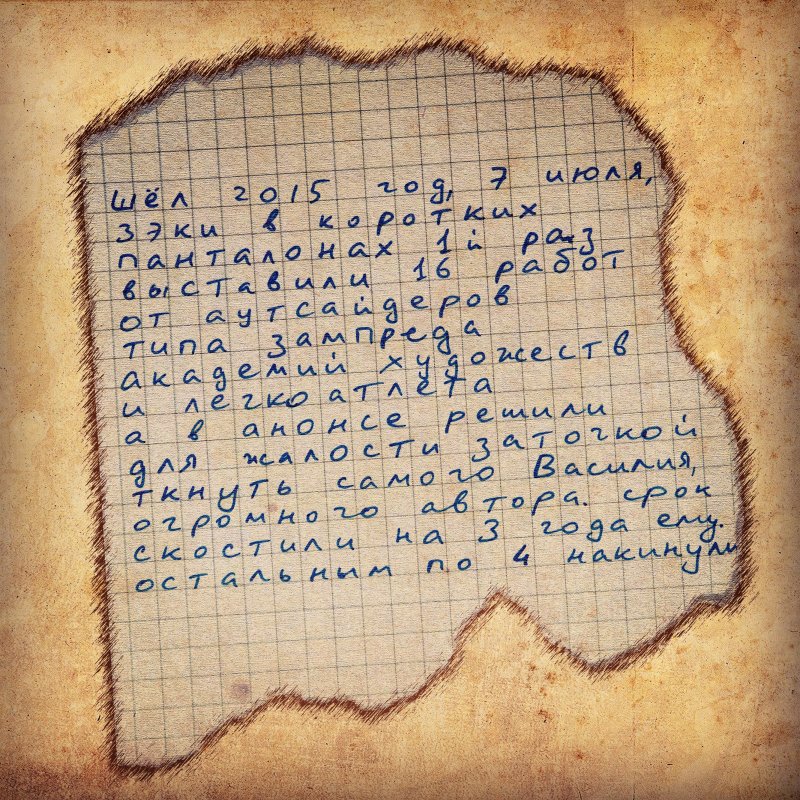 шёл 2015 год, 7 июля,
зэки в коротких
панталонах 1й раз
выставили 16 работ
от аутсайдеров
типа зампреда
академий художеств
и легкоатлета
а в анонсе решили
для жалости заточкой
ткнуть самого Василия,
огромного автора. срок
скостили на 3 года ему.
остальным по 4 накинули